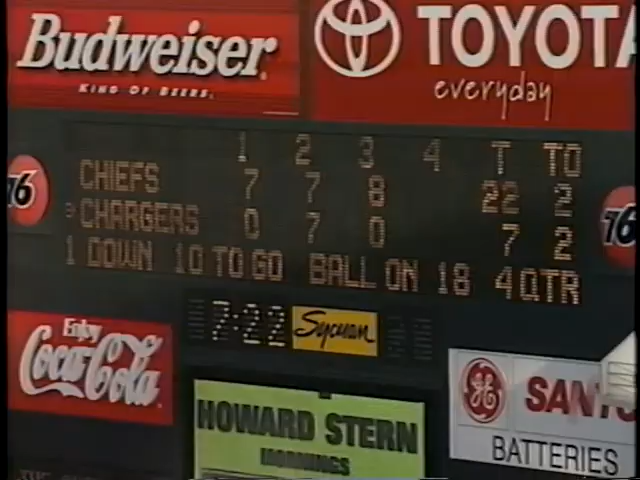 Budweiser
KING OF BEERS.
TOYOTA
everyday
1 2 3 4 T TO
CHIEFS 7 7 8 22 2
CHARGERS 0 7 0 7 2
1 DOWN 10 TO GO BALL ON 18 4 QTR
76
76
7:22
Sycuan
Enjoy
Coca-Cola
HOWARD STERN
MORNINGS
GE
SANYO
BATTERIES